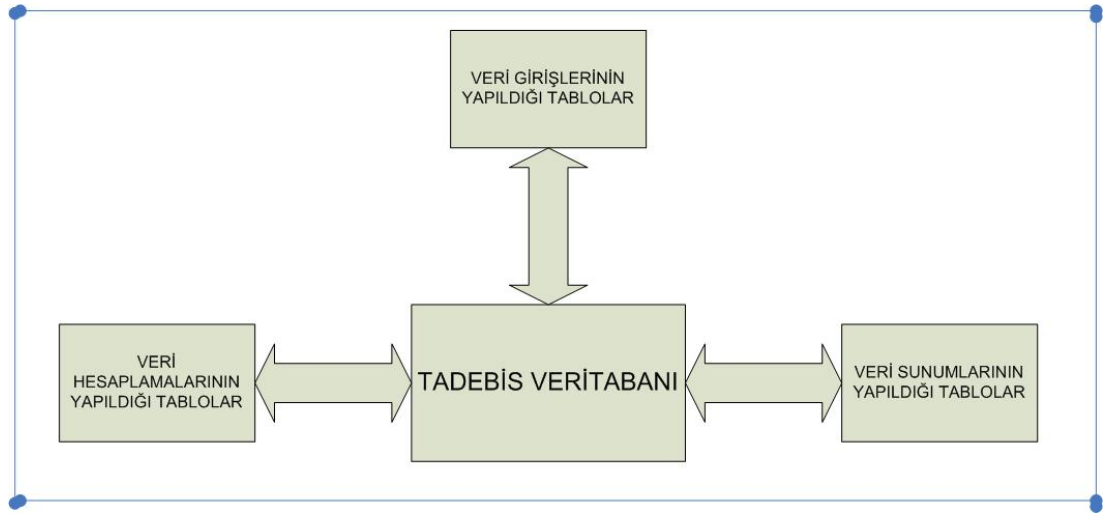 VERİ GİRİŞLERİNİN
YAPILDIĞI TABLOLAR
VERİ
HESAPLAMALARININ
YAPILDIĞI TABLOLAR
TADEBİS VERİTABANI
VERİ SUNUMLARININ
YAPILDIĞI TABLOLAR